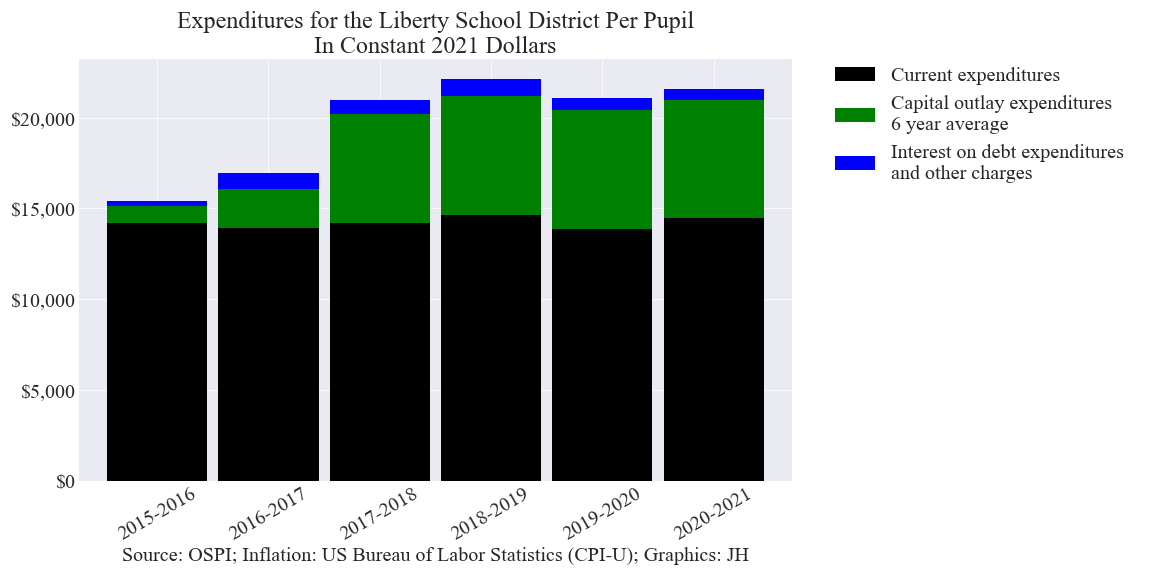 Expenditures for the Liberty School District Per Pupil
In Constant 2021 Dollars
Current expenditures
Capital outlay expenditures
6 year average
Interest on debt expenditures
and other charges
$20,000
$15,000
$10,000
$5,000
$0
2015-2016
2016-2017
2017-2018
2018-2019
2019-2020
2020-2021
Source: OSPI; Inflation: US Bureau of Labor Statistics (CPI-U); Graphics: JH